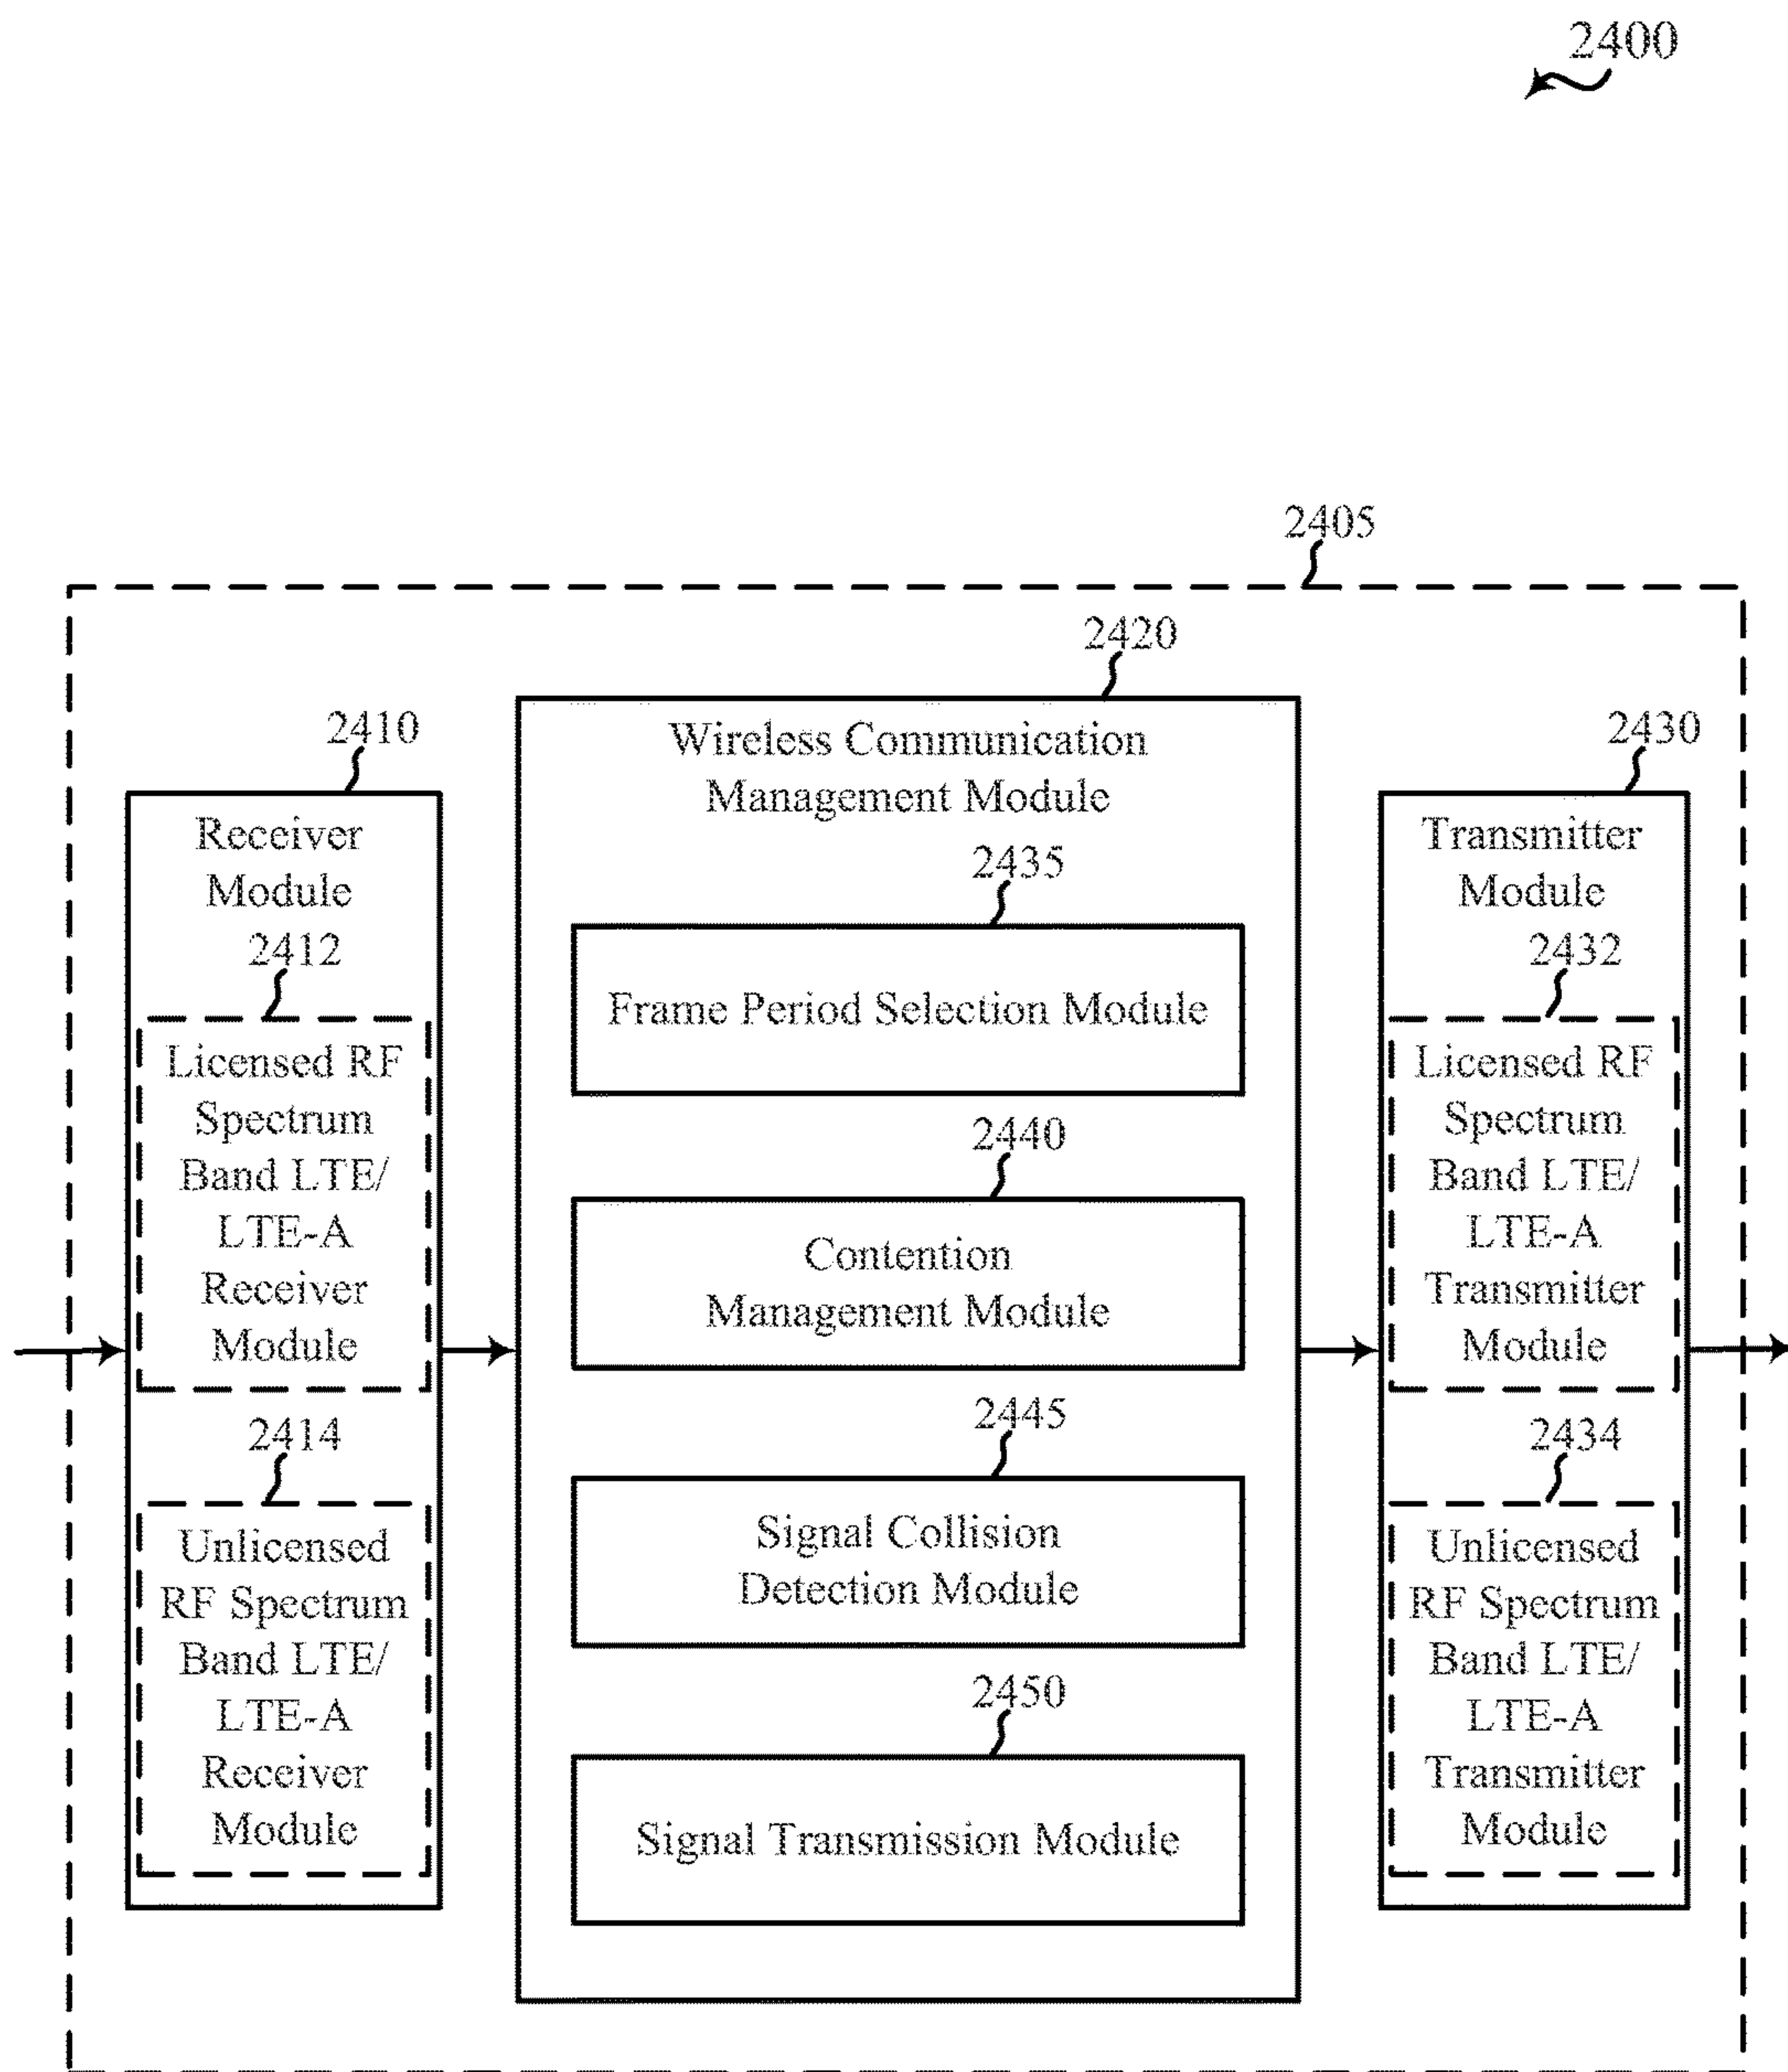 2400
2405
2420
2410
2430
Wireless Communication
Management Module
Receiver
Module
Transmitter
Module
2435
2412
2432
Frame Period Selection Module
Licensed RF
Spectrum
Band LTE/
LTE-A
Receiver
Module
Licensed RF
Spectrum
Band LTE/
LTE-A
Transmitter
Module
2440
Contention
Management Module
2445
2414
2434
Signal Collision
Detection Module
Unlicensed
RF Spectrum
Band LTE/
LTE-A
Receiver
Module
Unlicensed
RF Spectrum
Band LTE/
LTE-A
Transmitter
Module
2450
Signal Transmission Module